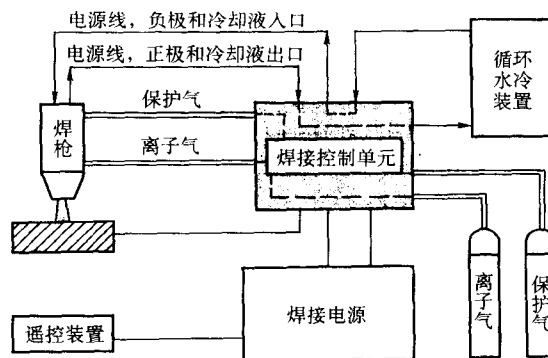 电源线，负极和冷却液入口
电源线，正极和冷却液出口
循环
水冷
装置
保护气
焊枪
离子气
焊接控制单元
焊接电源
遥控装置
离子气
保护气